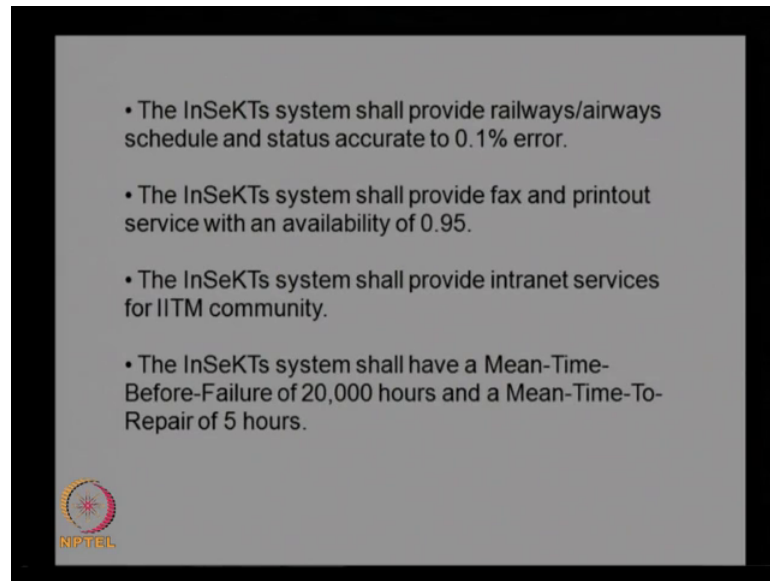 • The InSeKTs system shall provide railways/airways
schedule and status accurate to 0.1% error.
• The InSeKTs system shall provide fax and printout
service with an availability of 0.95.
• The InSeKTs system shall provide intranet services
for IITM community.
• The InSeKTs system shall have a Mean-Time-
Before-Failure of 20,000 hours and a Mean-Time-To-
Repair of 5 hours.
NPTEL